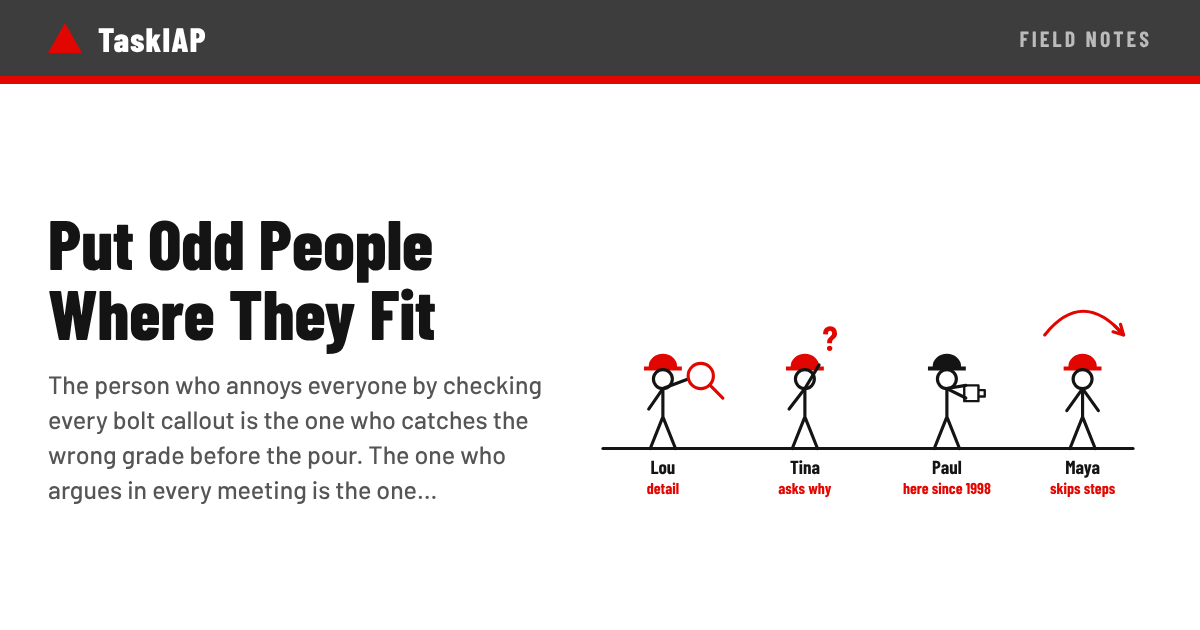 TaskIAP
FIELD NOTES
Put Odd People
Where They Fit
The person who annoys everyone by checking
every bolt callout is the one who catches the
wrong grade before the pour. The one who
argues in every meeting is the one...
?
Lou
detail
Tina
asks why
Paul
here since 1998
Maya
skips steps